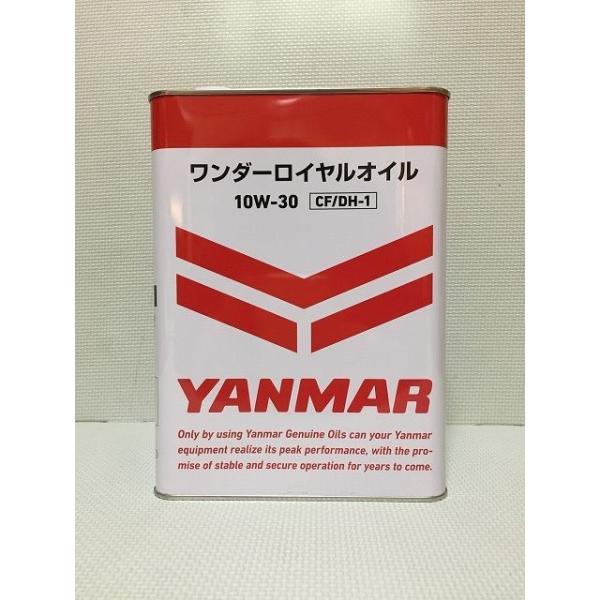 ワンダーロイヤルオイル
10W-30 CF/DH-1
YANMAR
Only by using Yanmar Genuine Oils can your Yanmar
equipment realize its peak performance, with the pro-
mise of stable and secure operation for years to come.